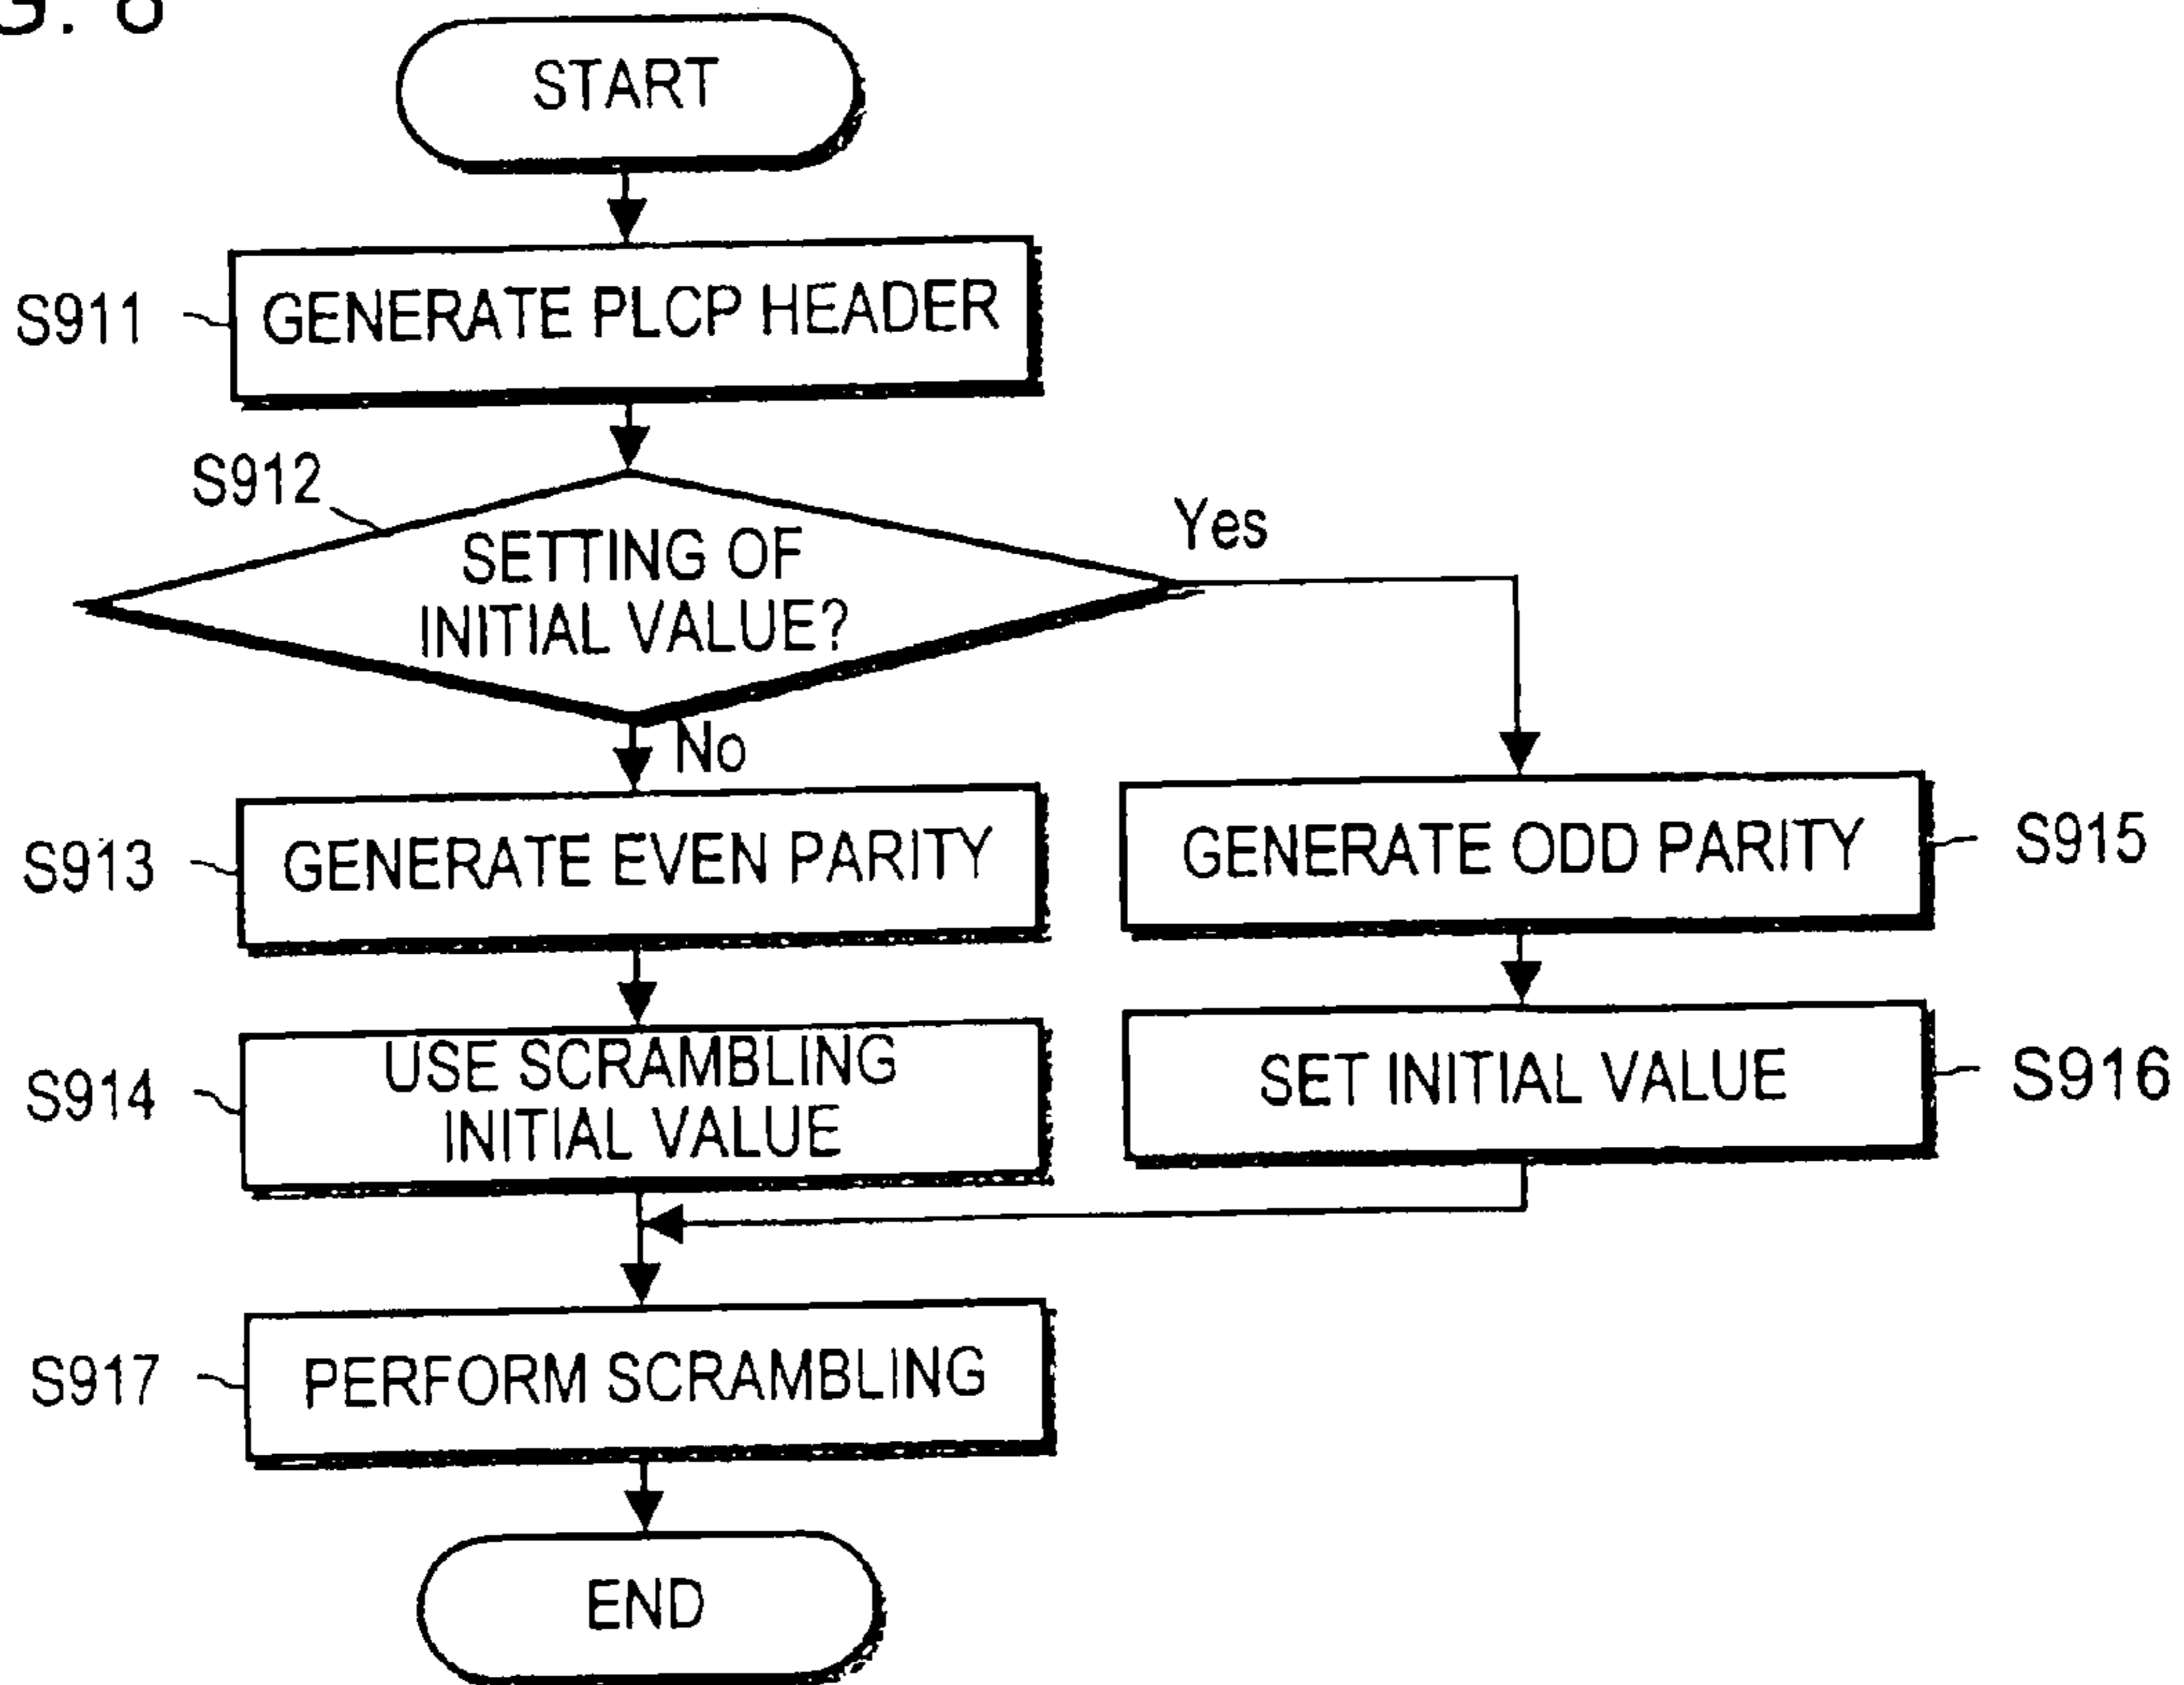 START
S911
GENERATE PLCP HEADER
S912
SETTING OF
INITIAL VALUE?
Yes
No
S913
GENERATE EVEN PARITY
GENERATE ODD PARITY
S915
S914
USE SCRAMBLING
INITIAL VALUE
SET INITIAL VALUE
S916
S917
PERFORM SCRAMBLING
END